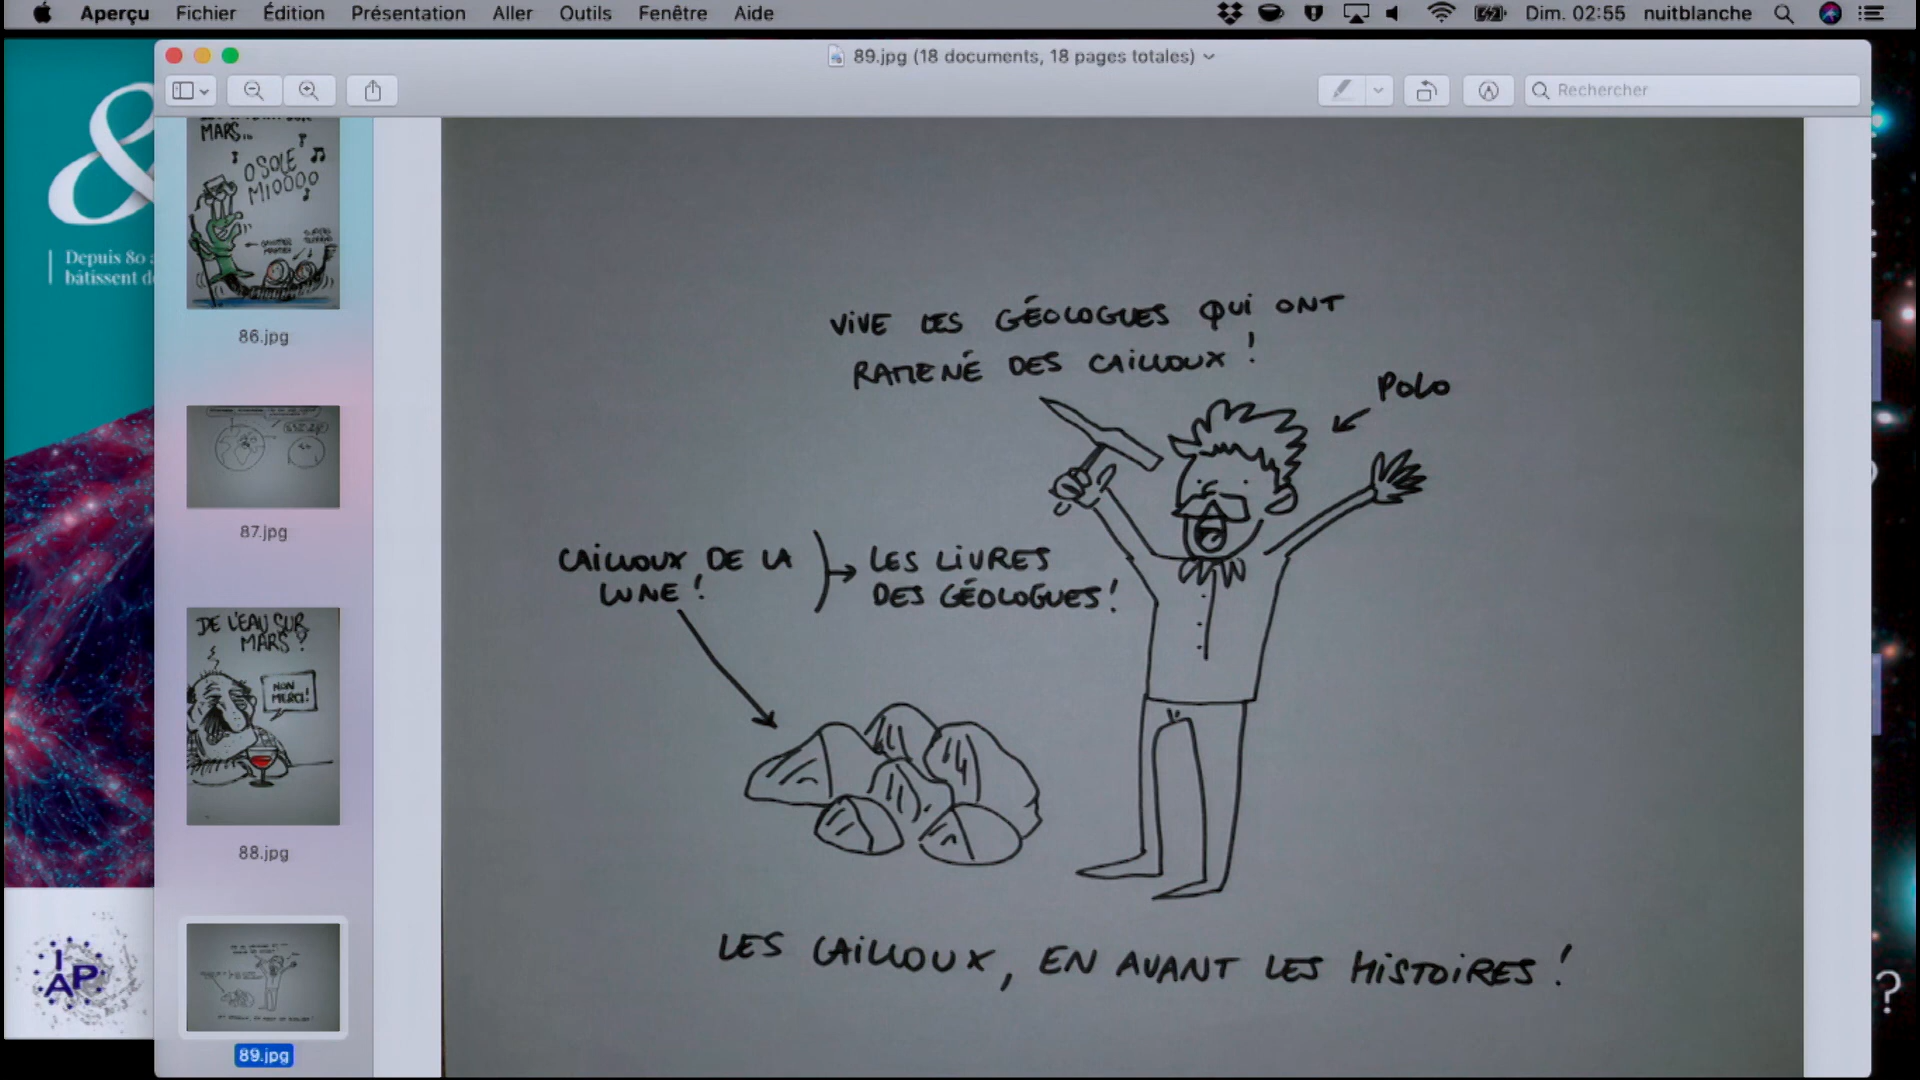 Aperçu Fichier Édition Présentation Aller Outils Fenêtre Aide Dim. 02:55 nuitblanche
89.jpg (18 documents, 18 pages totales)
Rechercher
&
Depuis 80
bâtissent
MARS...
O SOLE
MIOOOO
86.jpg
87.jpg
DE L'EAU SUR
MARS?
NON
MERCI!
88.jpg
89.jpg
IAP
VIVE LES GÉOLOGUES QUI ONT
RAMENÉ DES CAILLOUX !
POLO
CAILLOUX DE LA
LUNE !
LES LIVRES
DES GÉOLOGUES !
LES CAILLOUX, EN AVANT LES HISTOIRES !
?